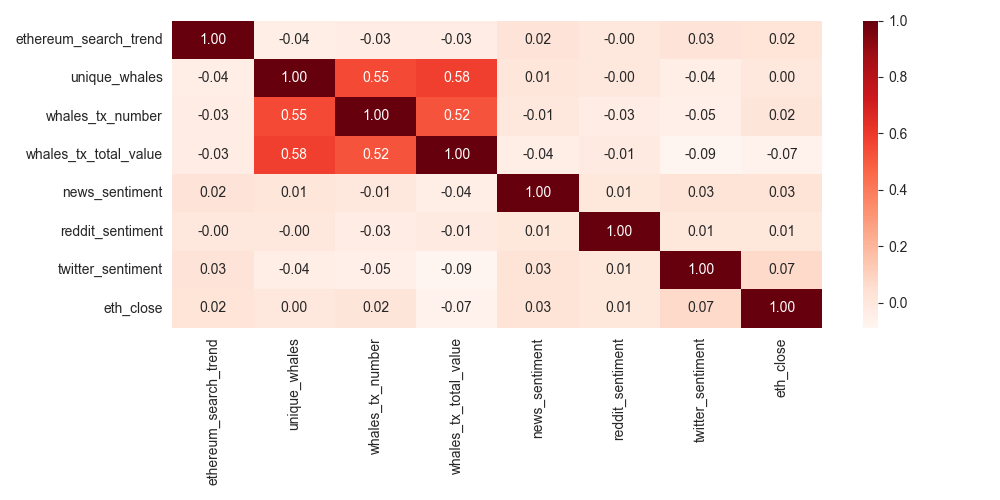 ethereum_search_trend 1.00 -0.04 -0.03 -0.03 0.02 -0.00 0.03 0.02
unique_whales -0.04 1.00 0.55 0.58 0.01 -0.00 -0.04 0.00
whales_tx_number -0.03 0.55 1.00 0.52 -0.01 -0.03 -0.05 0.02
whales_tx_total_value -0.03 0.58 0.52 1.00 -0.04 -0.01 -0.09 -0.07
news_sentiment 0.02 0.01 -0.01 -0.04 1.00 0.01 0.03 0.03
reddit_sentiment -0.00 -0.00 -0.03 -0.01 0.01 1.00 0.01 0.01
twitter_sentiment 0.03 -0.04 -0.05 -0.09 0.03 0.01 1.00 0.07
eth_close 0.02 0.00 0.02 -0.07 0.03 0.01 0.07 1.00
ethereum_search_trend
unique_whales
whales_tx_number
whales_tx_total_value
news_sentiment
reddit_sentiment
twitter_sentiment
eth_close
1.0
0.8
0.6
0.4
0.2
0.0